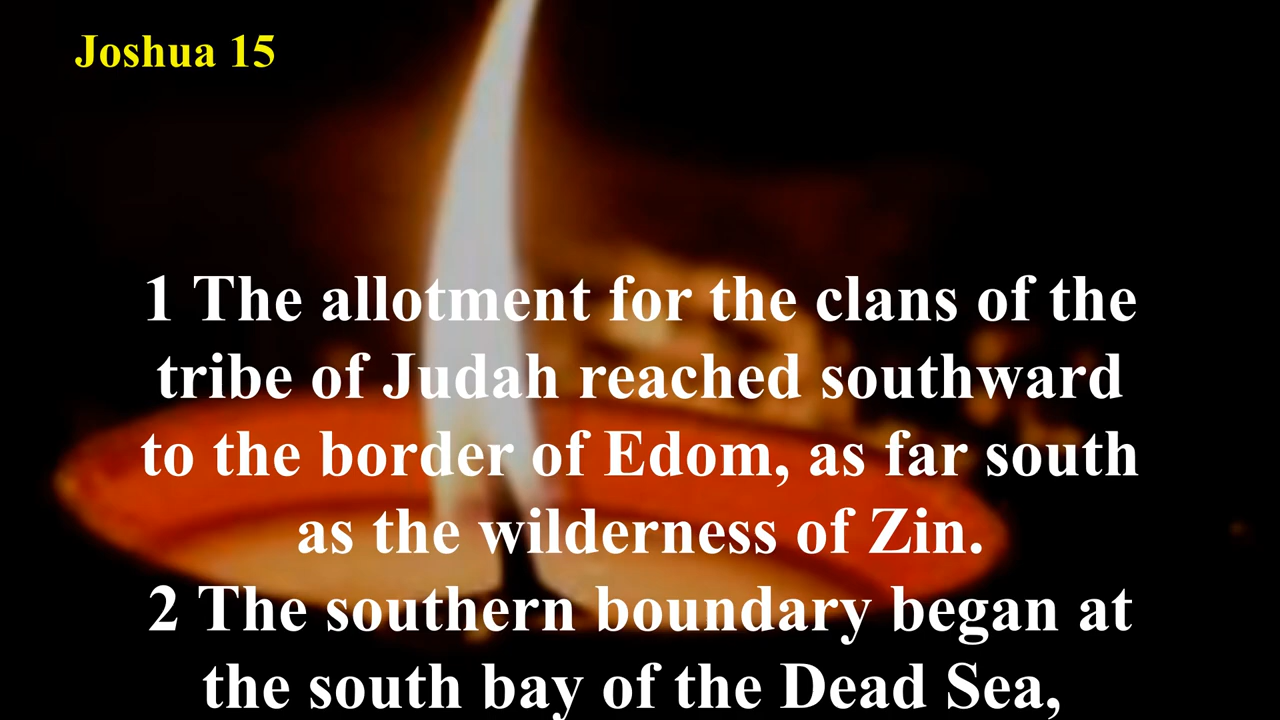 Joshua 15
1 The allotment for the clans of the
tribe of Judah reached southward
to the border of Edom, as far south
as the wilderness of Zin.
2 The southern boundary began at
the south bay of the Dead Sea,